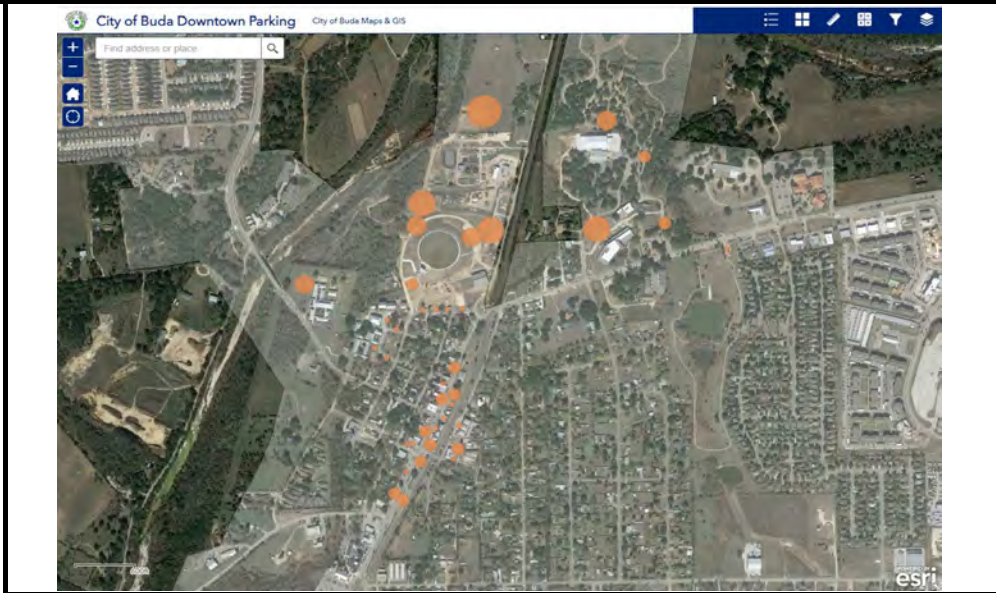 City of Buda Downtown Parking
City of Buda Maps & GIS
Find address or place
esri